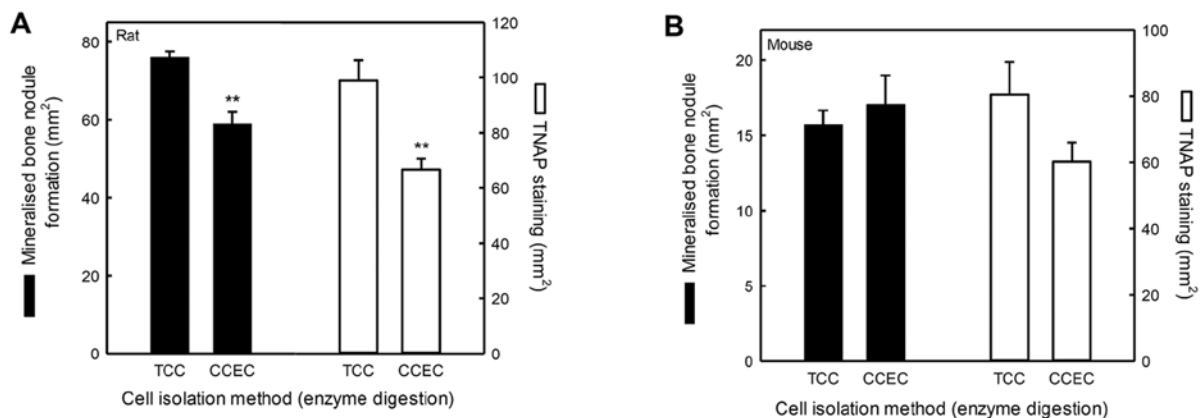 A
Rat
Mineralised bone nodule
formation (mm²)
80
60
40
20
0
**
**
120
100
80
60
40
20
0
TNAP staining (mm²)
TCC CCEC TCC CCEC
Cell isolation method (enzyme digestion)
B
Mouse
Mineralised bone nodule
formation (mm²)
20
15
10
5
0
100
80
60
40
20
0
TNAP staining (mm²)
TCC CCEC TCC CCEC
Cell isolation method (enzyme digestion)